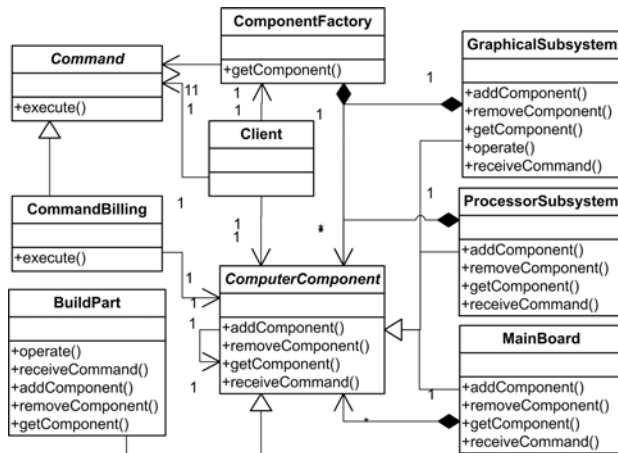 ComponentFactory
+getComponent()
Command
+execute()
GraphicalSubsystem
+addComponent()
+removeComponent()
+getComponent()
+operate()
+receiveCommand()
1
11
1
1
1
1
1
Client
CommandBilling
+execute()
1
1
ProcessorSubsystem
+addComponent()
+removeComponent()
+getComponent()
+receiveCommand()
1
1
*
1
ComputerComponent
+addComponent()
+removeComponent()
+getComponent()
+receiveCommand()
1
1
1
BuildPart
+operate()
+receiveCommand()
+addComponent()
+removeComponent()
+getComponent()
MainBoard
+addComponent()
+removeComponent()
+getComponent()
+receiveCommand()
1
*